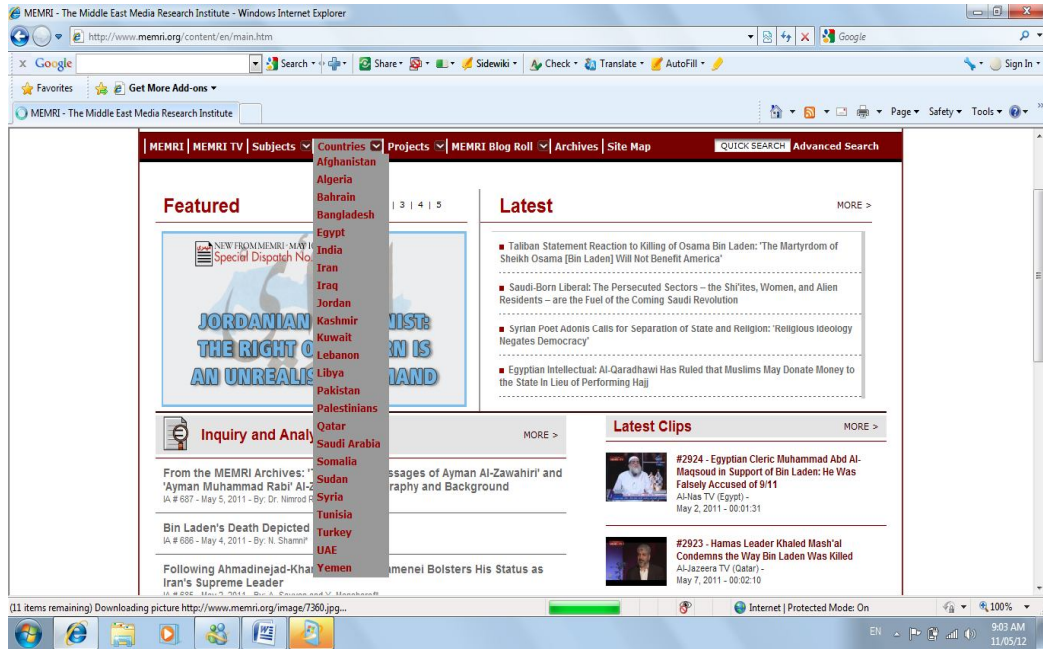 MEMRI - The Middle East Media Research Institute - Windows Internet Explorer
http://www.memri.org/content/en/main.htm
Google
x Google Search Share Sidewiki Check Translate AutoFill Sign In
Favorites Get More Add-ons
MEMRI - The Middle East Media Research Institute Page Safety Tools
MEMRI | MEMRI TV | Subjects Countries Projects MEMRI Blog Roll Archives | Site Map QUICK SEARCH Advanced Search
Afghanistan
Algeria
Bahrain
Bangladesh
Egypt
India
Iran
Iraq
Jordan
Kashmir
Kuwait
Lebanon
Libya
Pakistan
Palestinians
Qatar
Saudi Arabia
Somalia
Sudan
Syria
Tunisia
Turkey
UAE
Yemen
Featured | 3 | 4 | 5
NEW FROM MEMRI - MAY
Special Dispatch No.
JORDANIAN
THE RIGHT IS
AN
Latest MORE >
Taliban Statement Reaction to Killing of Osama Bin Laden: 'The Martyrdom of
Sheikh Osama [Bin Laden] Will Not Benefit America'
Saudi-Born Liberal: The Persecuted Sectors – the Shi'ites, Women, and Alien
Residents – are the Fuel of the Coming Saudi Revolution
Syrian Poet Adonis Calls for Separation of State and Religion: 'Religious Ideology
Negates Democracy'
Egyptian Intellectual: Al-Qaradhawi Has Ruled that Muslims May Donate Money to
the State In Lieu of Performing Hajj
Inquiry and Analy MORE >
From the MEMRI Archives: ' ssages of Ayman Al-Zawahiri' and
'Ayman Muhammad Rabi' Al-Z raphy and Background
IA # 687 - May 5, 2011 - By: Dr. Nimrod R
Bin Laden's Death Depicted
IA # 686 - May 4, 2011 - By: N. Shamni*
Following Ahmadinejad-Kha menei Bolsters His Status as
Iran's Supreme Leader
Latest Clips MORE >
#2924 - Egyptian Cleric Muhammad Abd Al-
Maqsoud in Support of Bin Laden: He Was
Falsely Accused of 9/11
Al-Nas TV (Egypt) -
May 2, 2011 - 00:01:31
#2923 - Hamas Leader Khaled Mash'al
Condemns the Way Bin Laden Was Killed
Al-Jazeera TV (Qatar) -
May 7, 2011 - 00:02:10
(11 items remaining) Downloading picture http://www.memri.org/image/7360.jpg... Internet | Protected Mode: On 100%
EN 9:03 AM
11/05/12